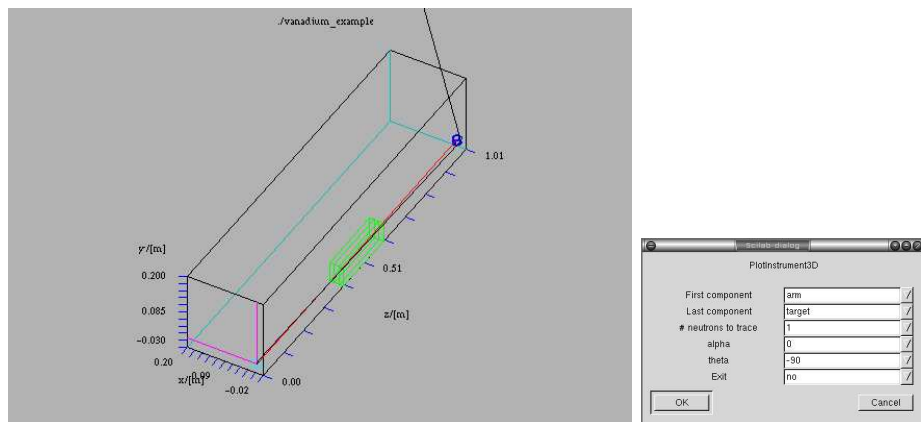 ./vanadium_example
1.01
0.51
z/[m]
Y/[m]
0.200
0.085
-0.030
0.20
0.09
x/[m]
-0.02
0.00
Scilab dialog
PlotInstrument3D
First component arm
Last component target
# neutrons to trace 1
alpha 0
theta -90
Exit no
OK Cancel